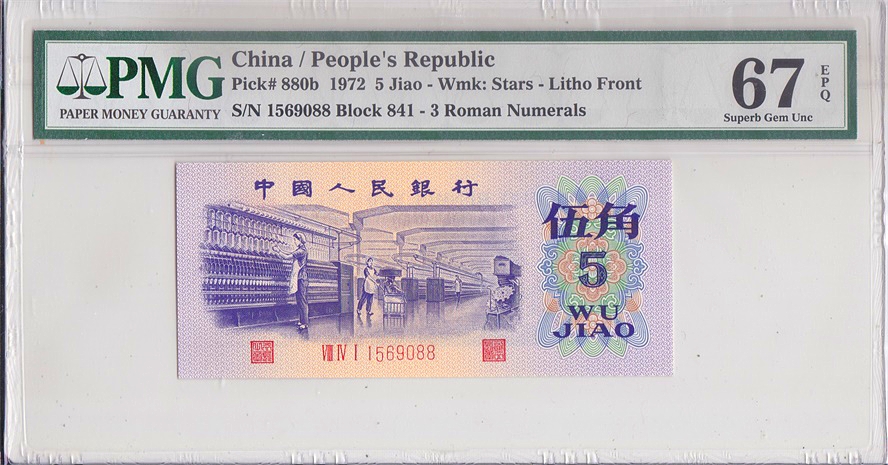 PMG
PAPER MONEY GUARANTY
China / People's Republic
Pick# 880b 1972 5 Jiao - Wmk: Stars - Litho Front
S/N 1569088 Block 841 - 3 Roman Numerals
67 EPQ
Superb Gem Unc
中國人民銀行
伍角
5
WU
JIAO
VIII IV I 1569088